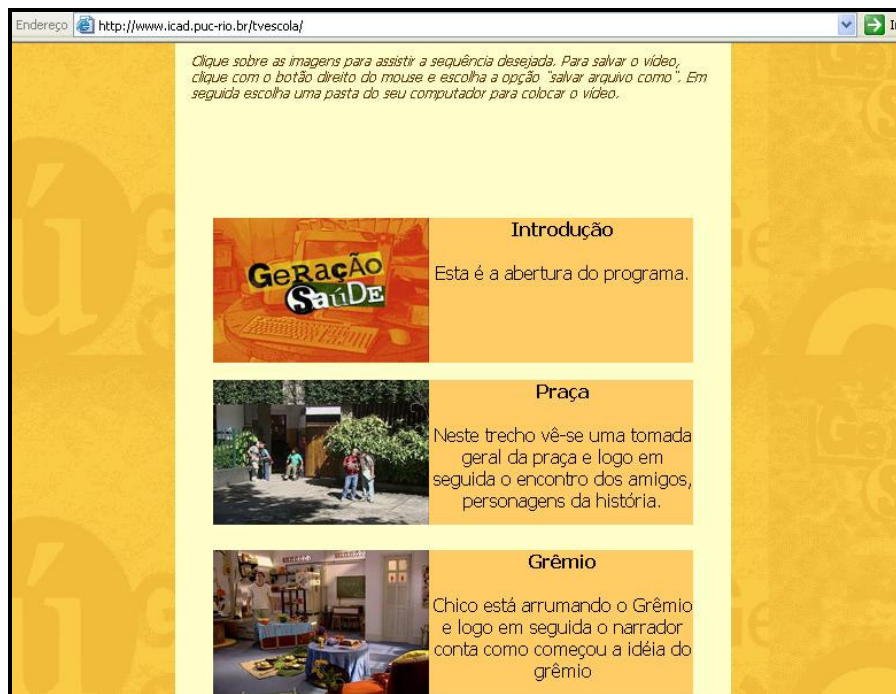 Endereço http://www.icad.puc-rio.br/tvescola/
Clique sobre as imagens para assistir a sequência desejada. Para salvar o vídeo,
clique com o botão direito do mouse e escolha a opção "salvar arquivo como". Em
seguida escolha uma pasta do seu computador para colocar o vídeo.
GeRaçÃo
SaúDE
Introdução
Esta é a abertura do programa.
Praça
Neste trecho vê-se uma tomada
geral da praça e logo em
seguida o encontro dos amigos,
personagens da história.
Grêmio
Chico está arrumando o Grêmio
e logo em seguida o narrador
conta como começou a idéia do
grêmio